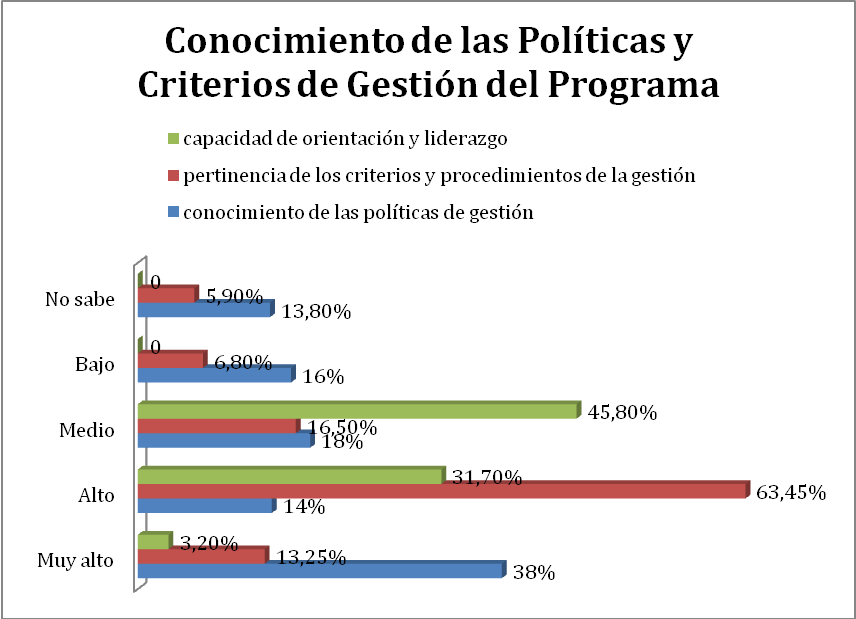 Conocimiento de las Políticas y
Criterios de Gestión del Programa
capacidad de orientación y liderazgo
pertinencia de los criterios y procedimientos de la gestión
conocimiento de las políticas de gestión
No sabe
0
5,90%
13,80%
Bajo
0
6,80%
16%
Medio
45,80%
16,50%
18%
Alto
31,70%
63,45%
14%
Muy alto
3,20%
13,25%
38%